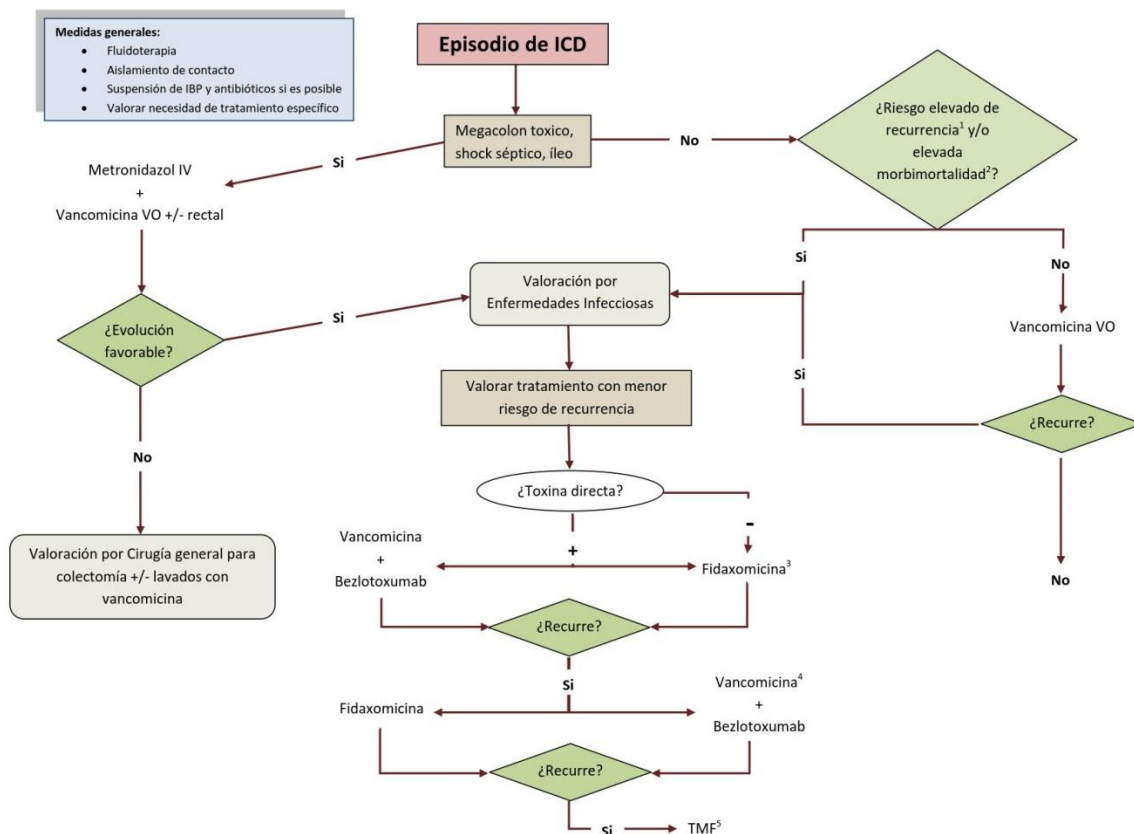 Medidas generales:
• Fluidoterapia
• Aislamiento de contacto
• Suspensión de IBP y antibióticos si es posible
• Valorar necesidad de tratamiento específico
Episodio de ICD
Megacolon toxico,
shock séptico, íleo
Si
No
¿Riesgo elevado de
recurrencia¹ y/o
elevada
morbimortalidad²?
Metronidazol IV
+
Vancomicina VO +/- rectal
Si
No
¿Evolución
favorable?
Si
Valoración por
Enfermedades Infecciosas
Vancomicina VO
Si
¿Recurre?
Valorar tratamiento con menor
riesgo de recurrencia
No
No
¿Toxina directa?
Valoración por Cirugía general para
colectomía +/- lavados con
vancomicina
+
-
Vancomicina
+
Bezlotoxumab
Fidaxomicina³
¿Recurre?
Si
Fidaxomicina
Vancomicina⁴
+
Bezlotoxumab
¿Recurre?
Si
TMF⁵